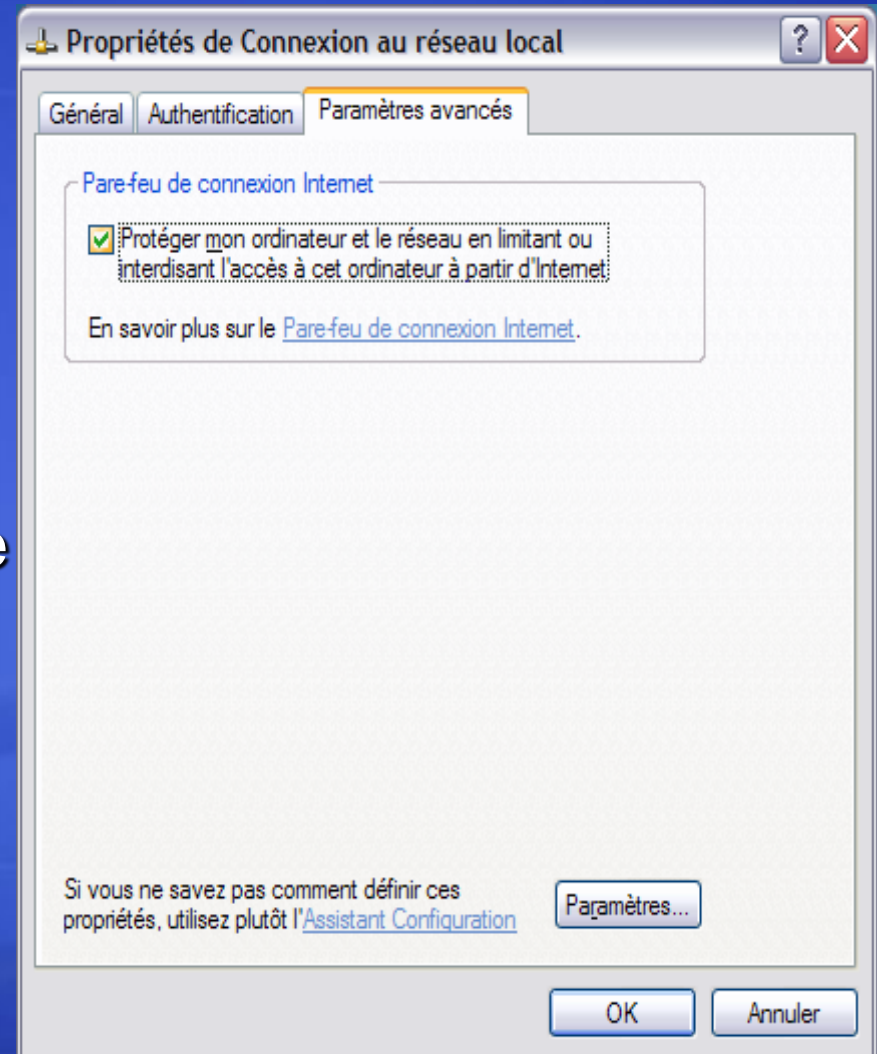 Propriétés de Connexion au réseau local
Général Authentification Paramètres avancés
Pare-feu de connexion Internet
Protéger mon ordinateur et le réseau en limitant ou
interdisant l'accès à cet ordinateur à partir d'Internet
En savoir plus sur le Pare-feu de connexion Internet.
e
Si vous ne savez pas comment définir ces
propriétés, utilisez plutôt l'Assistant Configuration
Paramètres...
OK Annuler